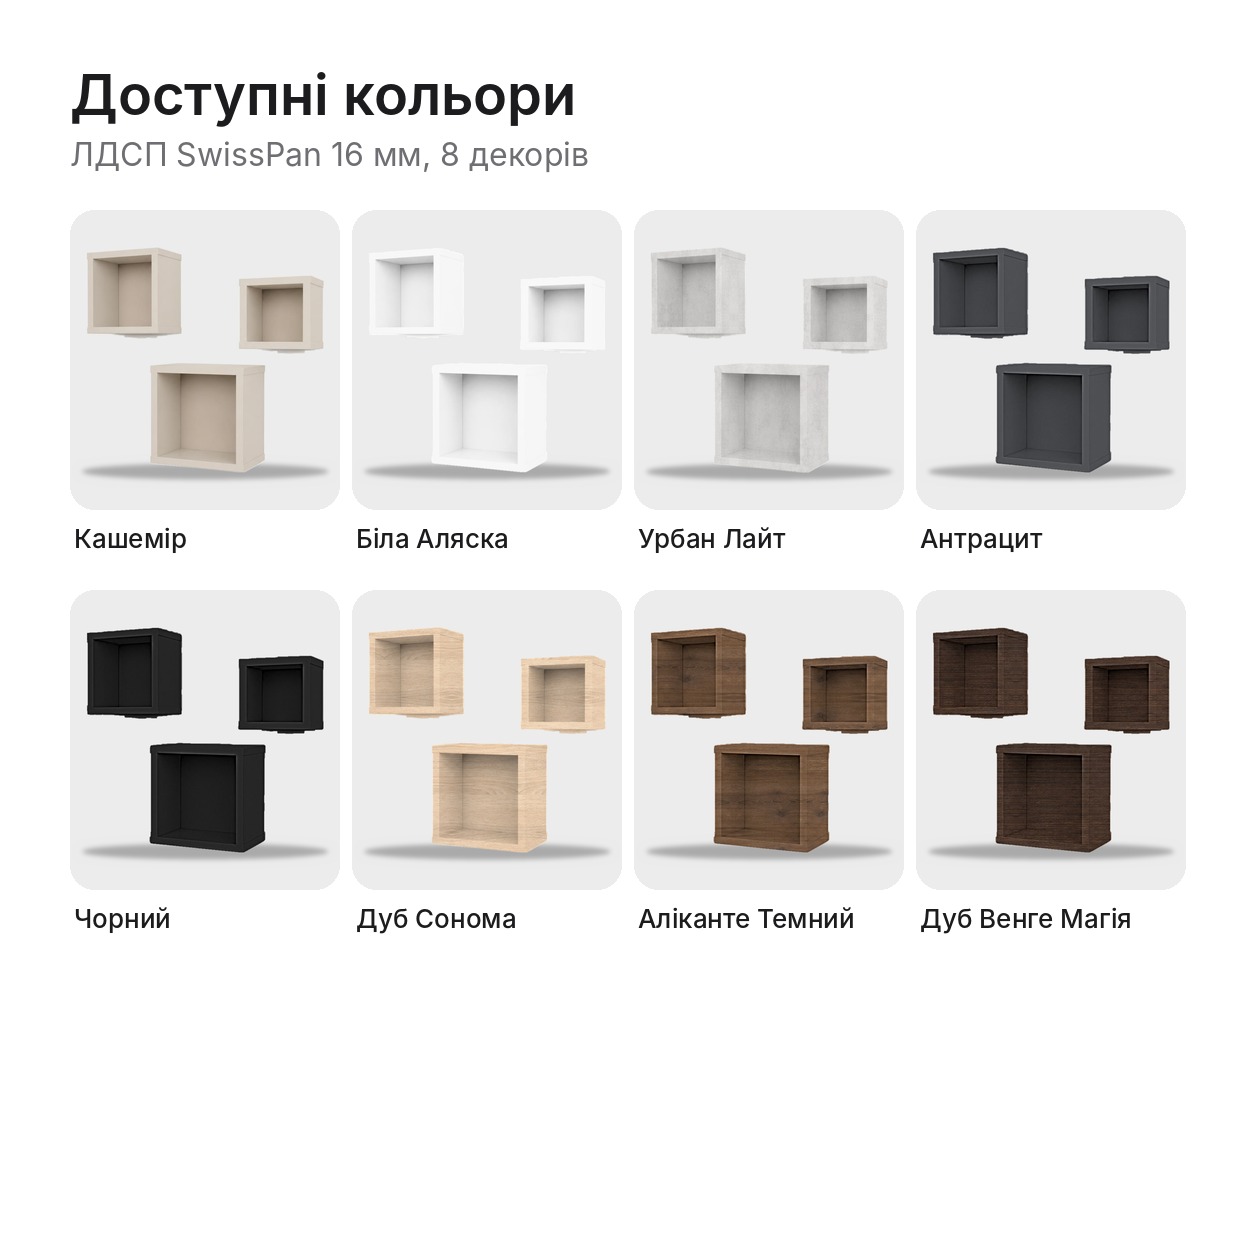 Доступні кольори
ЛДСП SwissPan 16 мм, 8 декорів
Кашемір
Біла Аляска
Урбан Лайт
Антрацит
Чорний
Дуб Сонома
Аліканте Темний
Дуб Венге Магія